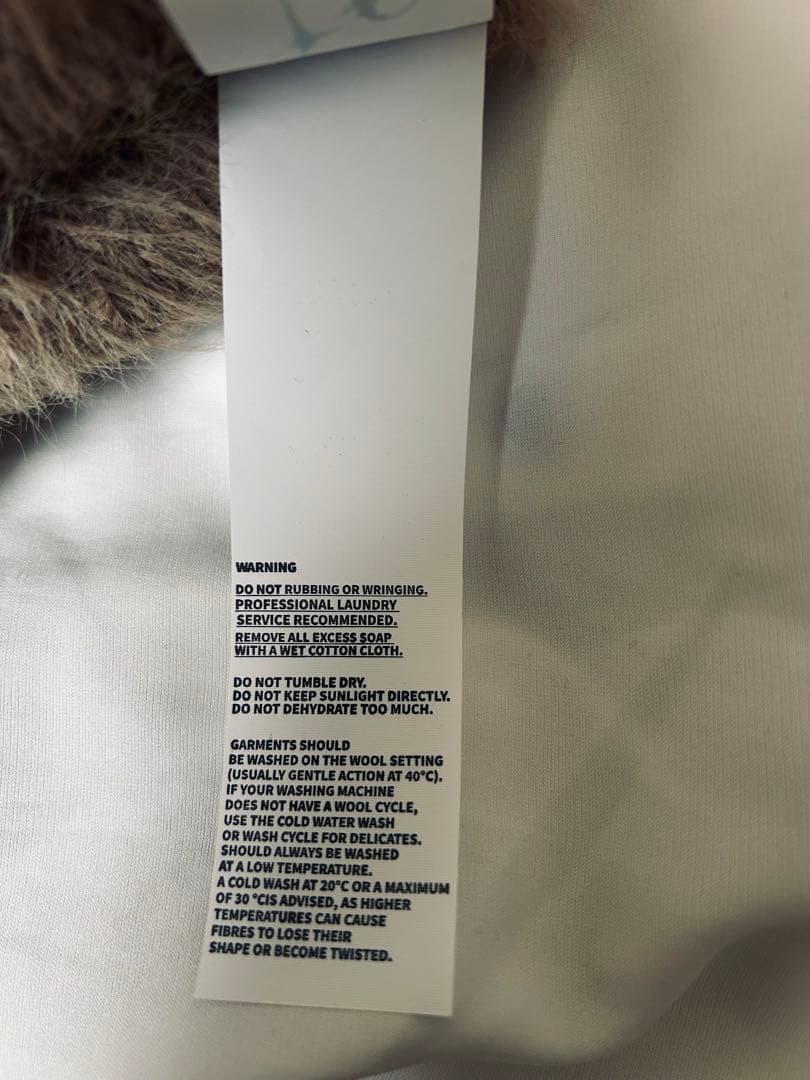 WARNING
DO NOT RUBBING OR WRINGING.
PROFESSIONAL LAUNDRY
SERVICE RECOMMENDED.
REMOVE ALL EXCESS SOAP
WITH A WET COTTON CLOTH.
DO NOT TUMBLE DRY.
DO NOT KEEP SUNLIGHT DIRECTLY.
DO NOT DEHYDRATE TOO MUCH.
GARMENTS SHOULD
BE WASHED ON THE WOOL SETTING
(USUALLY GENTLE ACTION AT 40°C).
IF YOUR WASHING MACHINE
DOES NOT HAVE A WOOL CYCLE,
USE THE COLD WATER WASH
OR WASH CYCLE FOR DELICATES.
SHOULD ALWAYS BE WASHED
AT A LOW TEMPERATURE.
A COLD WASH AT 20°C OR A MAXIMUM
OF 30 °CIS ADVISED, AS HIGHER
TEMPERATURES CAN CAUSE
FIBRES TO LOSE THEIR
SHAPE OR BECOME TWISTED.